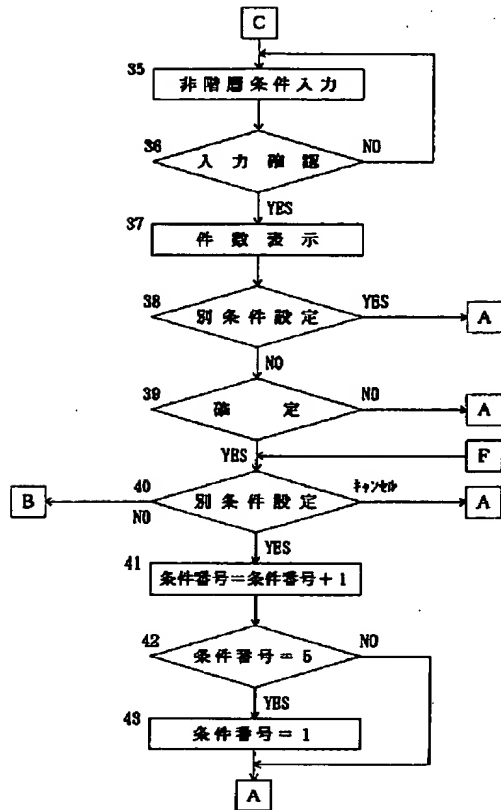 C
35
非階層条件入力
36
入力確認
NO
YES
37
件数表示
38
別条件設定
YES
A
NO
39
確定
NO
A
YES
F
40
別条件設定
キャンセル
A
B
NO
YES
41
条件番号=条件番号+1
42
条件番号=5
NO
YES
43
条件番号=1
A